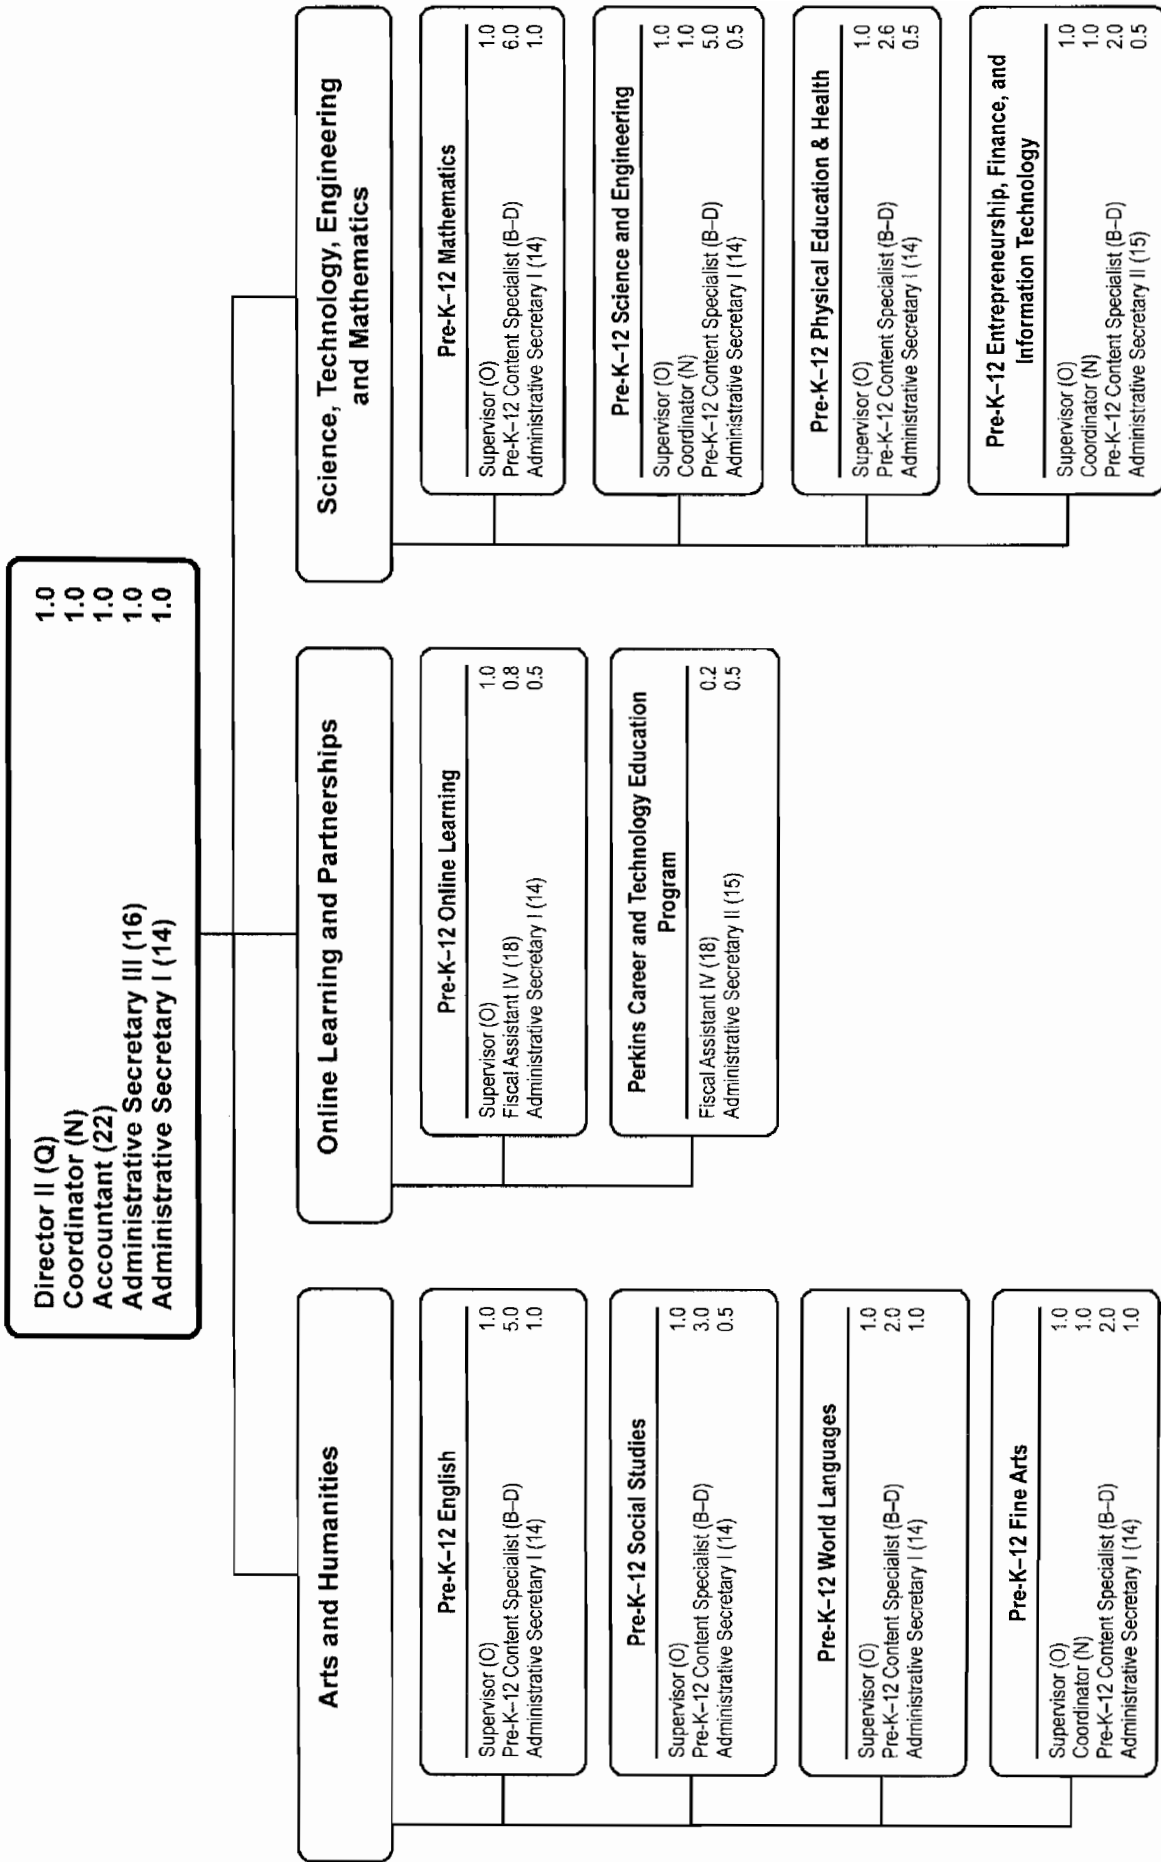 Director II (Q) 1.0
Coordinator (N) 1.0
Accountant (22) 1.0
Administrative Secretary III (16) 1.0
Administrative Secretary I (14) 1.0
Arts and Humanities
Pre-K–12 English
Supervisor (O) 1.0
Pre-K–12 Content Specialist (B–D) 5.0
Administrative Secretary I (14) 1.0
Pre-K–12 Social Studies
Supervisor (O) 1.0
Pre-K–12 Content Specialist (B–D) 3.0
Administrative Secretary I (14) 0.5
Pre-K–12 World Languages
Supervisor (O) 1.0
Pre-K–12 Content Specialist (B–D) 2.0
Administrative Secretary I (14) 1.0
Pre-K–12 Fine Arts
Supervisor (O) 1.0
Coordinator (N) 1.0
Pre-K–12 Content Specialist (B–D) 2.0
Administrative Secretary I (14) 1.0
Online Learning and Partnerships
Pre-K–12 Online Learning
Supervisor (O) 1.0
Fiscal Assistant IV (18) 0.8
Administrative Secretary I (14) 0.5
Perkins Career and Technology Education
Program
Fiscal Assistant IV (18) 0.2
Administrative Secretary II (15) 0.5
Science, Technology, Engineering
and Mathematics
Pre-K–12 Mathematics
Supervisor (O) 1.0
Pre-K–12 Content Specialist (B–D) 6.0
Administrative Secretary I (14) 1.0
Pre-K–12 Science and Engineering
Supervisor (O) 1.0
Coordinator (N) 1.0
Pre-K–12 Content Specialist (B–D) 5.0
Administrative Secretary I (14) 0.5
Pre-K–12 Physical Education & Health
Supervisor (O) 1.0
Pre-K–12 Content Specialist (B–D) 2.6
Administrative Secretary I (14) 0.5
Pre-K–12 Entrepreneurship, Finance, and
Information Technology
Supervisor (O) 1.0
Coordinator (N) 1.0
Pre-K–12 Content Specialist (B–D) 2.0
Administrative Secretary II (15) 0.5